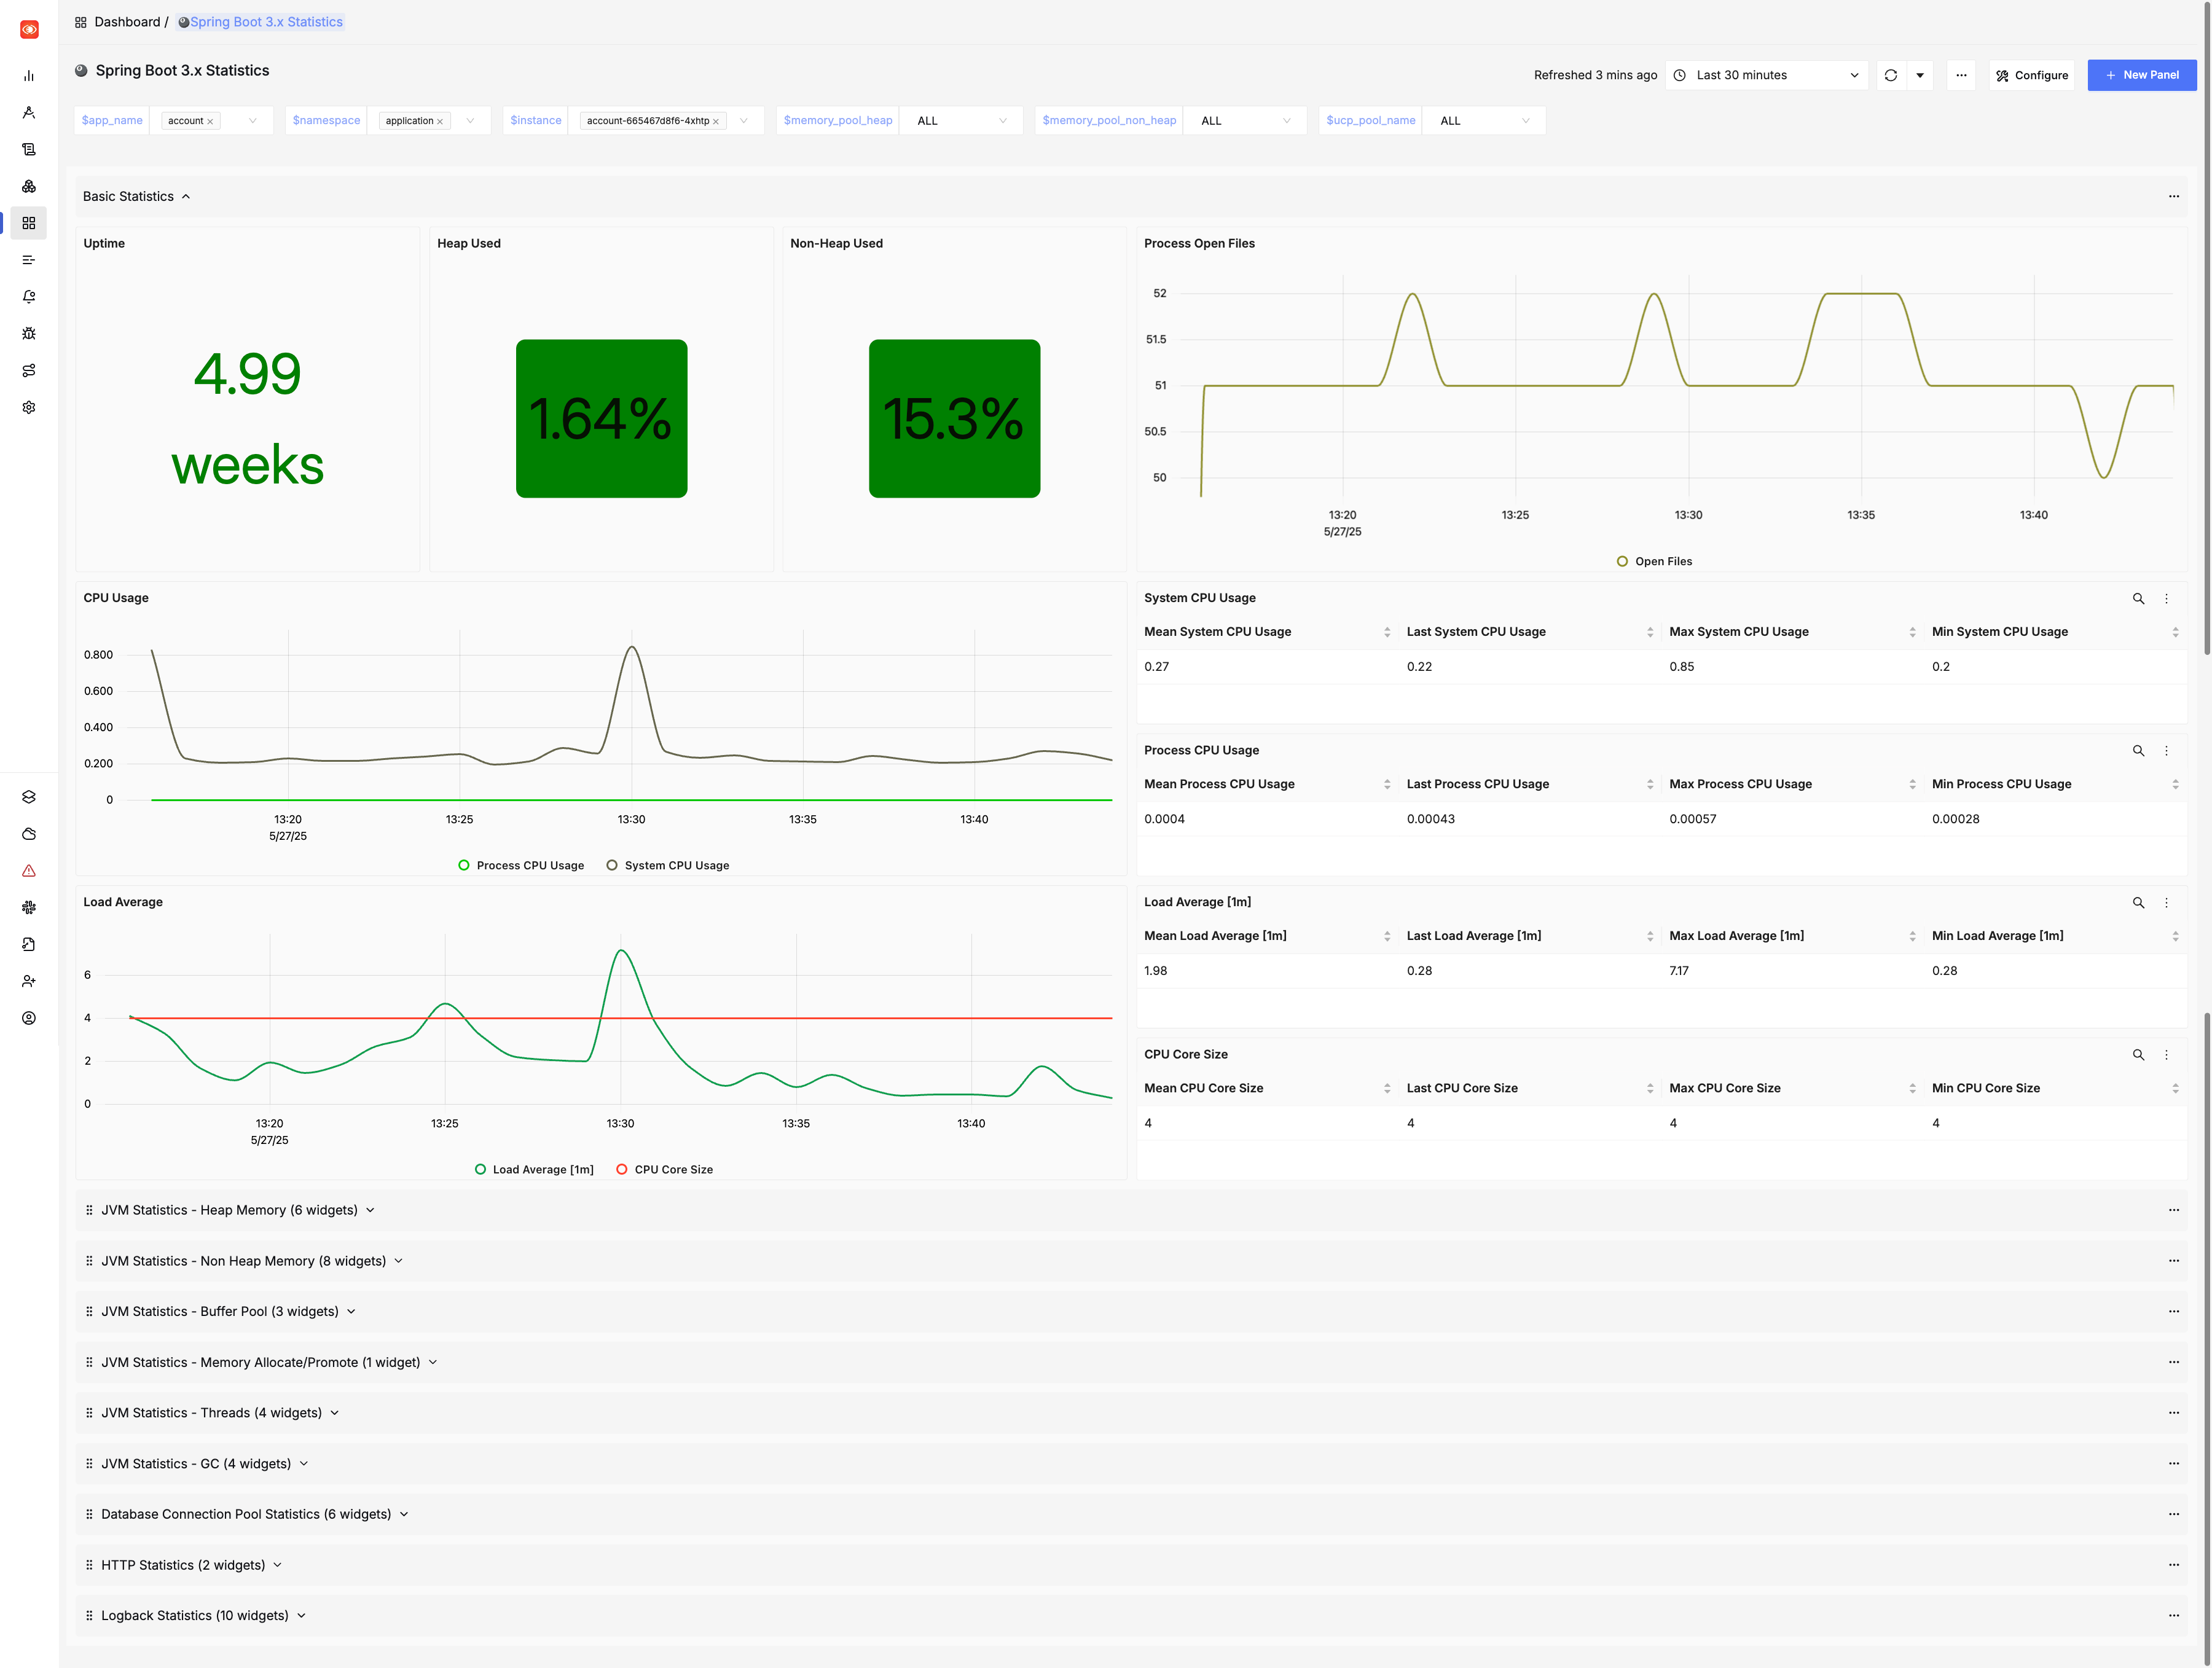 Dashboard / 🎱Spring Boot 3.x Statistics
🎱 Spring Boot 3.x Statistics
Refreshed 3 mins ago
Last 30 minutes
Configure
+ New Panel
$app_name account ×
$namespace application ×
$instance account-665467d8f6-4xhtp ×
$memory_pool_heap ALL
$memory_pool_non_heap ALL
$ucp_pool_name ALL
Basic Statistics
Uptime
4.99
weeks
Heap Used
1.64%
Non-Heap Used
15.3%
Process Open Files
52
51.5
51
50.5
50
13:20 13:25 13:30 13:35 13:40
5/27/25
Open Files
CPU Usage
0.800
0.600
0.400
0.200
0
13:20 13:25 13:30 13:35 13:40
5/27/25
Process CPU Usage System CPU Usage
System CPU Usage
Mean System CPU Usage Last System CPU Usage Max System CPU Usage Min System CPU Usage
0.27 0.22 0.85 0.2
Process CPU Usage
Mean Process CPU Usage Last Process CPU Usage Max Process CPU Usage Min Process CPU Usage
0.0004 0.00043 0.00057 0.00028
Load Average
6
4
2
0
13:20 13:25 13:30 13:35 13:40
5/27/25
Load Average [1m] CPU Core Size
Load Average [1m]
Mean Load Average [1m] Last Load Average [1m] Max Load Average [1m] Min Load Average [1m]
1.98 0.28 7.17 0.28
CPU Core Size
Mean CPU Core Size Last CPU Core Size Max CPU Core Size Min CPU Core Size
4 4 4 4
JVM Statistics - Heap Memory (6 widgets)
JVM Statistics - Non Heap Memory (8 widgets)
JVM Statistics - Buffer Pool (3 widgets)
JVM Statistics - Memory Allocate/Promote (1 widget)
JVM Statistics - Threads (4 widgets)
JVM Statistics - GC (4 widgets)
Database Connection Pool Statistics (6 widgets)
HTTP Statistics (2 widgets)
Logback Statistics (10 widgets)